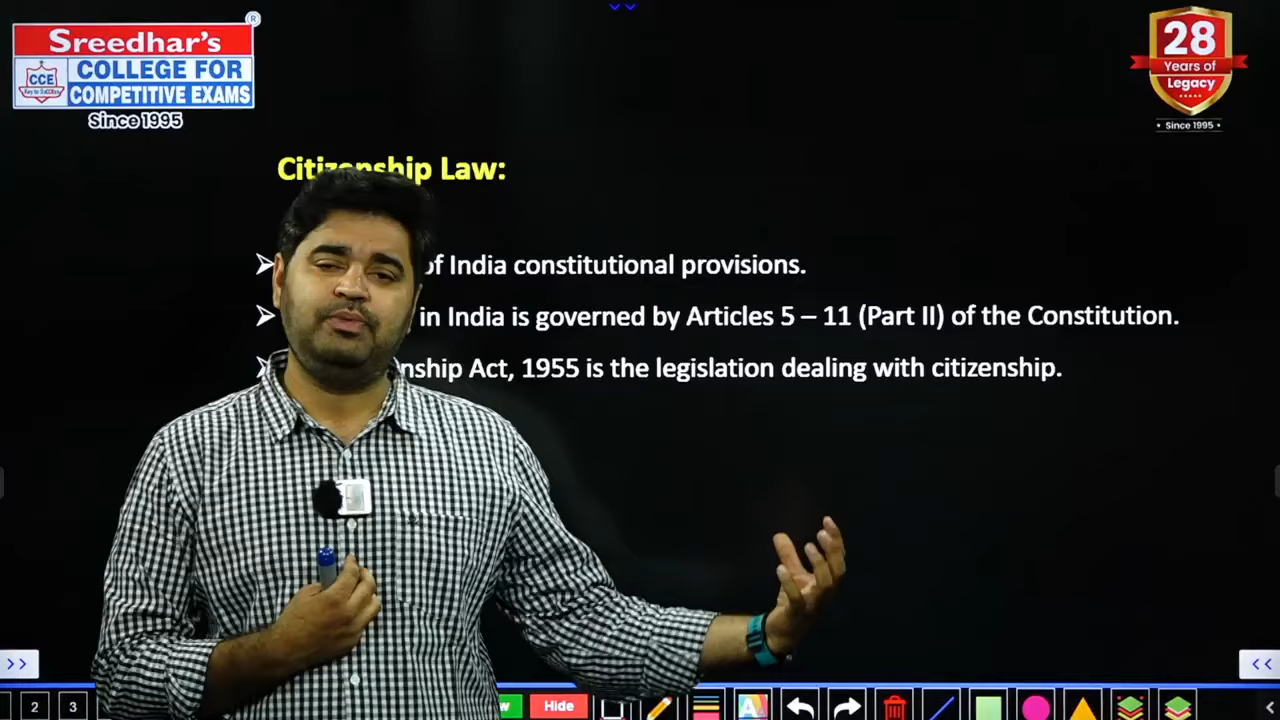 Sreedhar's
®
CCE
COLLEGE FOR
COMPETITIVE EXAMS
Since 1995
28
Years of
Legacy
• Since 1995 •
Citizenship Law:
of India constitutional provisions.
in India is governed by Articles 5 – 11 (Part II) of the Constitution.
nship Act, 1955 is the legislation dealing with citizenship.
>>
<<
2
3
w
Hide
A
<